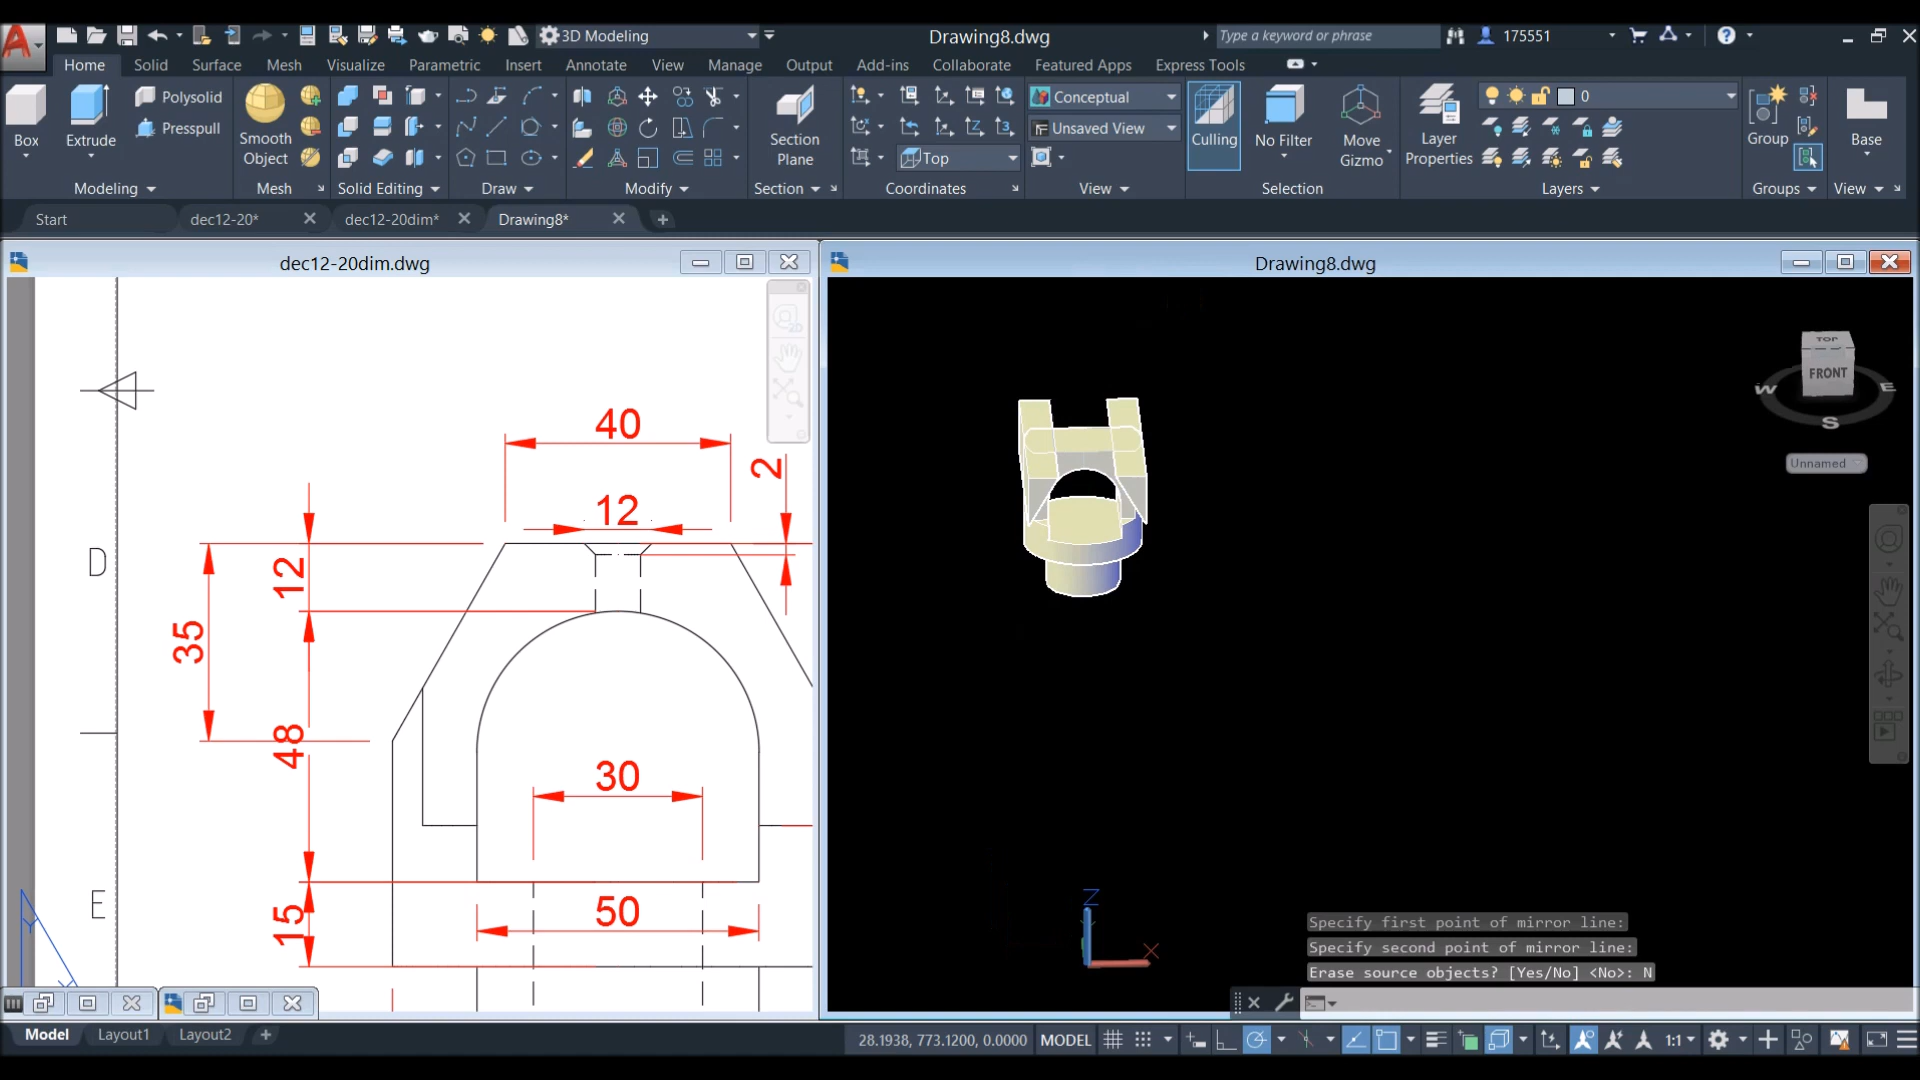 3D Modeling
Drawing8.dwg
Type a keyword or phrase
175551
Home Solid Surface Mesh Visualize Parametric Insert Annotate View Manage Output Add-ins Collaborate Featured Apps Express Tools
Box
Extrude
Polysolid
Presspull
Smooth
Object
Section
Plane
Top
Conceptual
Unsaved View
Culling
No Filter
Move
Gizmo
Layer
Properties
0
Group
Base
Modeling
Mesh
Solid Editing
Draw
Modify
Section
Coordinates
View
Selection
Layers
Groups
View
Start
dec12-20*
dec12-20dim*
Drawing8*
dec12-20dim.dwg
Drawing8.dwg
40
2
12
D
12
35
48
30
E
15
50
Y
TOP
FRONT
W
E
S
Unnamed
Z
X
Specify first point of mirror line:
Specify second point of mirror line:
Erase source objects? [Yes/No] <No>: N
Model
Layout1
Layout2
28.1938, 773.1200, 0.0000
MODEL
1:1